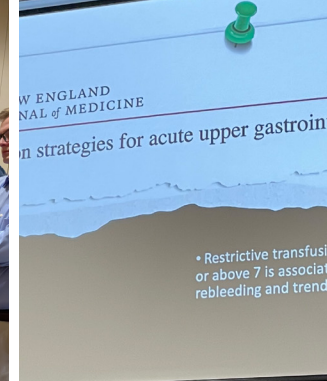 W ENGLAND
NAL of MEDICINE
n strategies for acute upper gastroin
• Restrictive transfusi
or above 7 is associat
rebleeding and trend